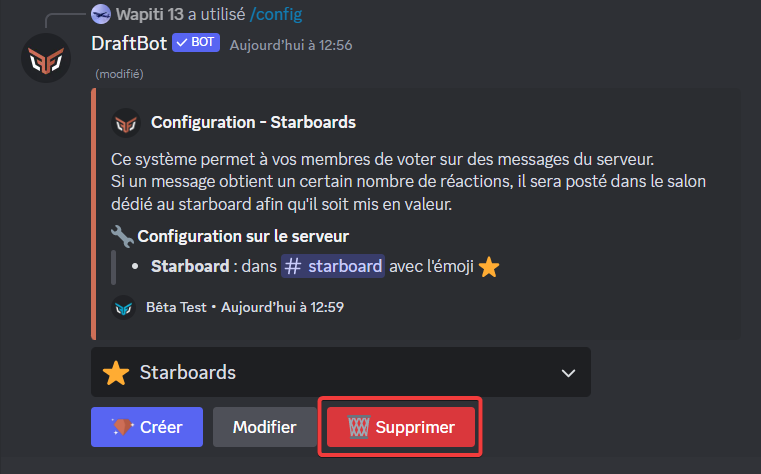 Wapiti 13 a utilisé /config
DraftBot BOT Aujourd'hui à 12:56
(modifié)
Configuration - Starboards
Ce système permet à vos membres de voter sur des messages du serveur.
Si un message obtient un certain nombre de réactions, il sera posté dans le salon
dédié au starboard afin qu'il soit mis en valeur.
Configuration sur le serveur
• Starboard : dans # starboard avec l'émoji ⭐
Bêta Test • Aujourd'hui à 12:59
Starboards
Créer Modifier Supprimer